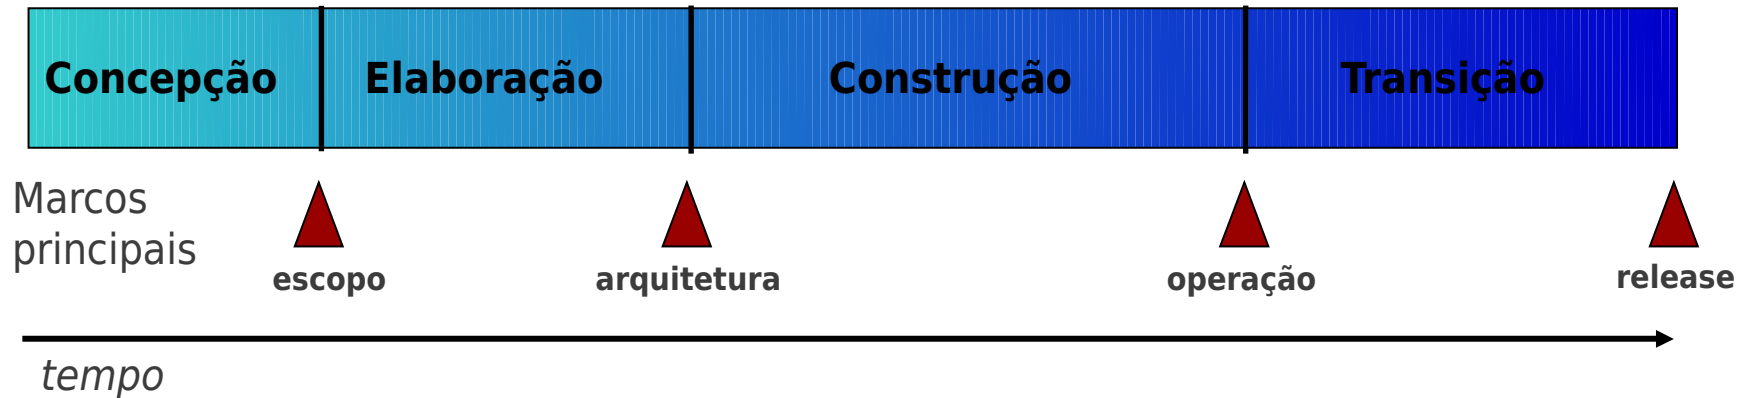 Concepção
Elaboração
Construção
Transição
Marcos
principais
escopo
arquitetura
operação
release
tempo